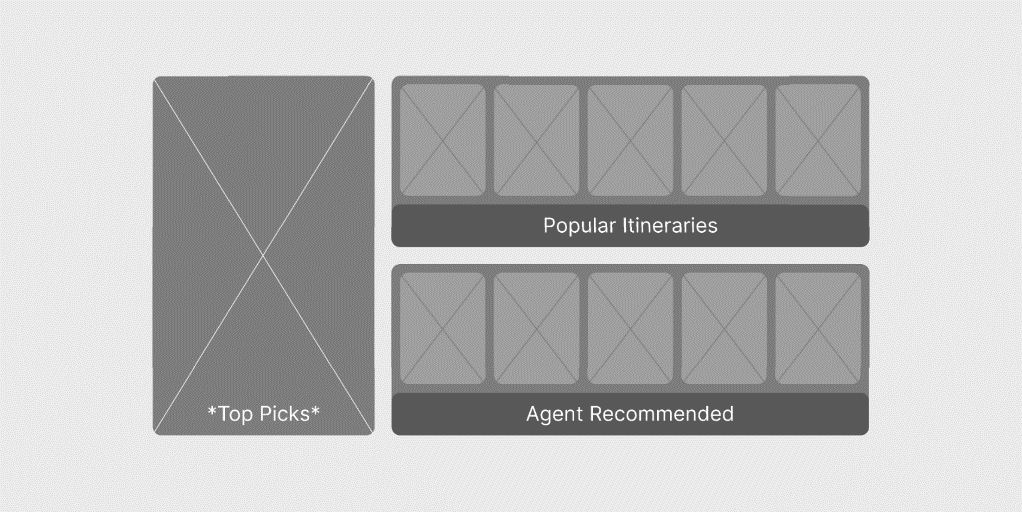 *Top Picks*
Popular Itineraries
Agent Recommended